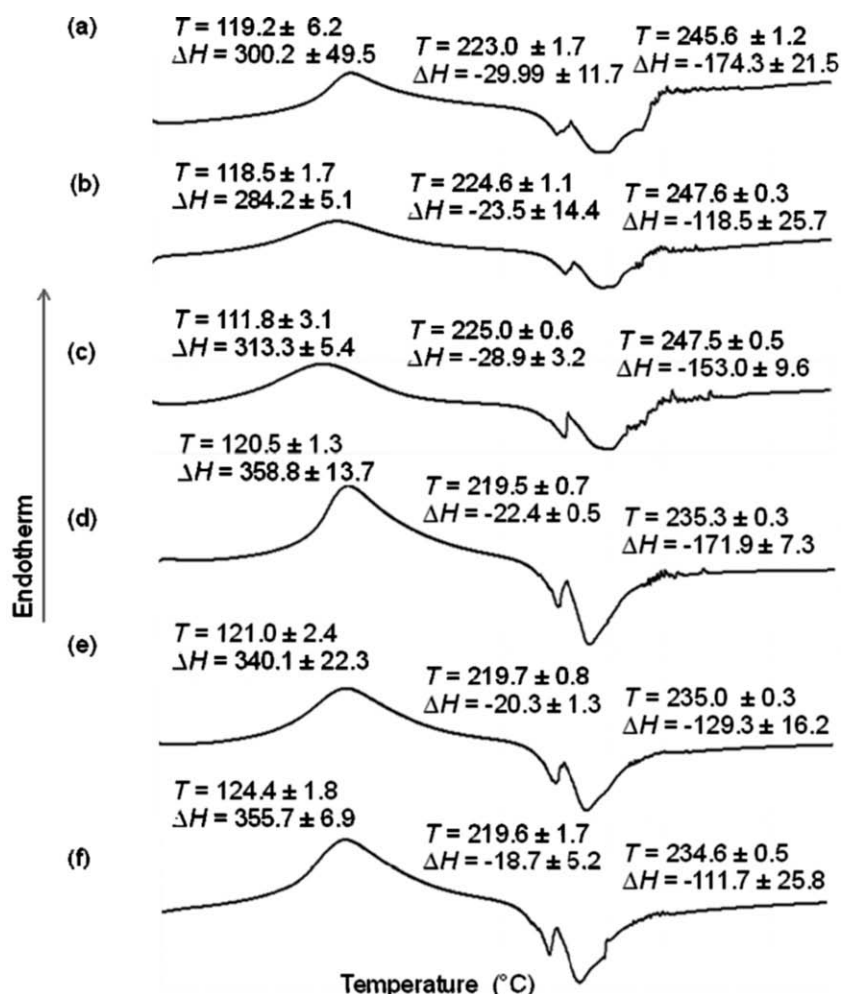 (a)
T = 119.2 ± 6.2
ΔH = 300.2 ± 49.5
T = 223.0 ± 1.7
ΔH = -29.99 ± 11.7
T = 245.6 ± 1.2
ΔH = -174.3 ± 21.5
(b)
T = 118.5 ± 1.7
ΔH = 284.2 ± 5.1
T = 224.6 ± 1.1
ΔH = -23.5 ± 14.4
T = 247.6 ± 0.3
ΔH = -118.5 ± 25.7
(c)
T = 111.8 ± 3.1
ΔH = 313.3 ± 5.4
T = 225.0 ± 0.6
ΔH = -28.9 ± 3.2
T = 247.5 ± 0.5
ΔH = -153.0 ± 9.6
(d)
T = 120.5 ± 1.3
ΔH = 358.8 ± 13.7
T = 219.5 ± 0.7
ΔH = -22.4 ± 0.5
T = 235.3 ± 0.3
ΔH = -171.9 ± 7.3
(e)
T = 121.0 ± 2.4
ΔH = 340.1 ± 22.3
T = 219.7 ± 0.8
ΔH = -20.3 ± 1.3
T = 235.0 ± 0.3
ΔH = -129.3 ± 16.2
(f)
T = 124.4 ± 1.8
ΔH = 355.7 ± 6.9
T = 219.6 ± 1.7
ΔH = -18.7 ± 5.2
T = 234.6 ± 0.5
ΔH = -111.7 ± 25.8
Endotherm
Temperature (°C)